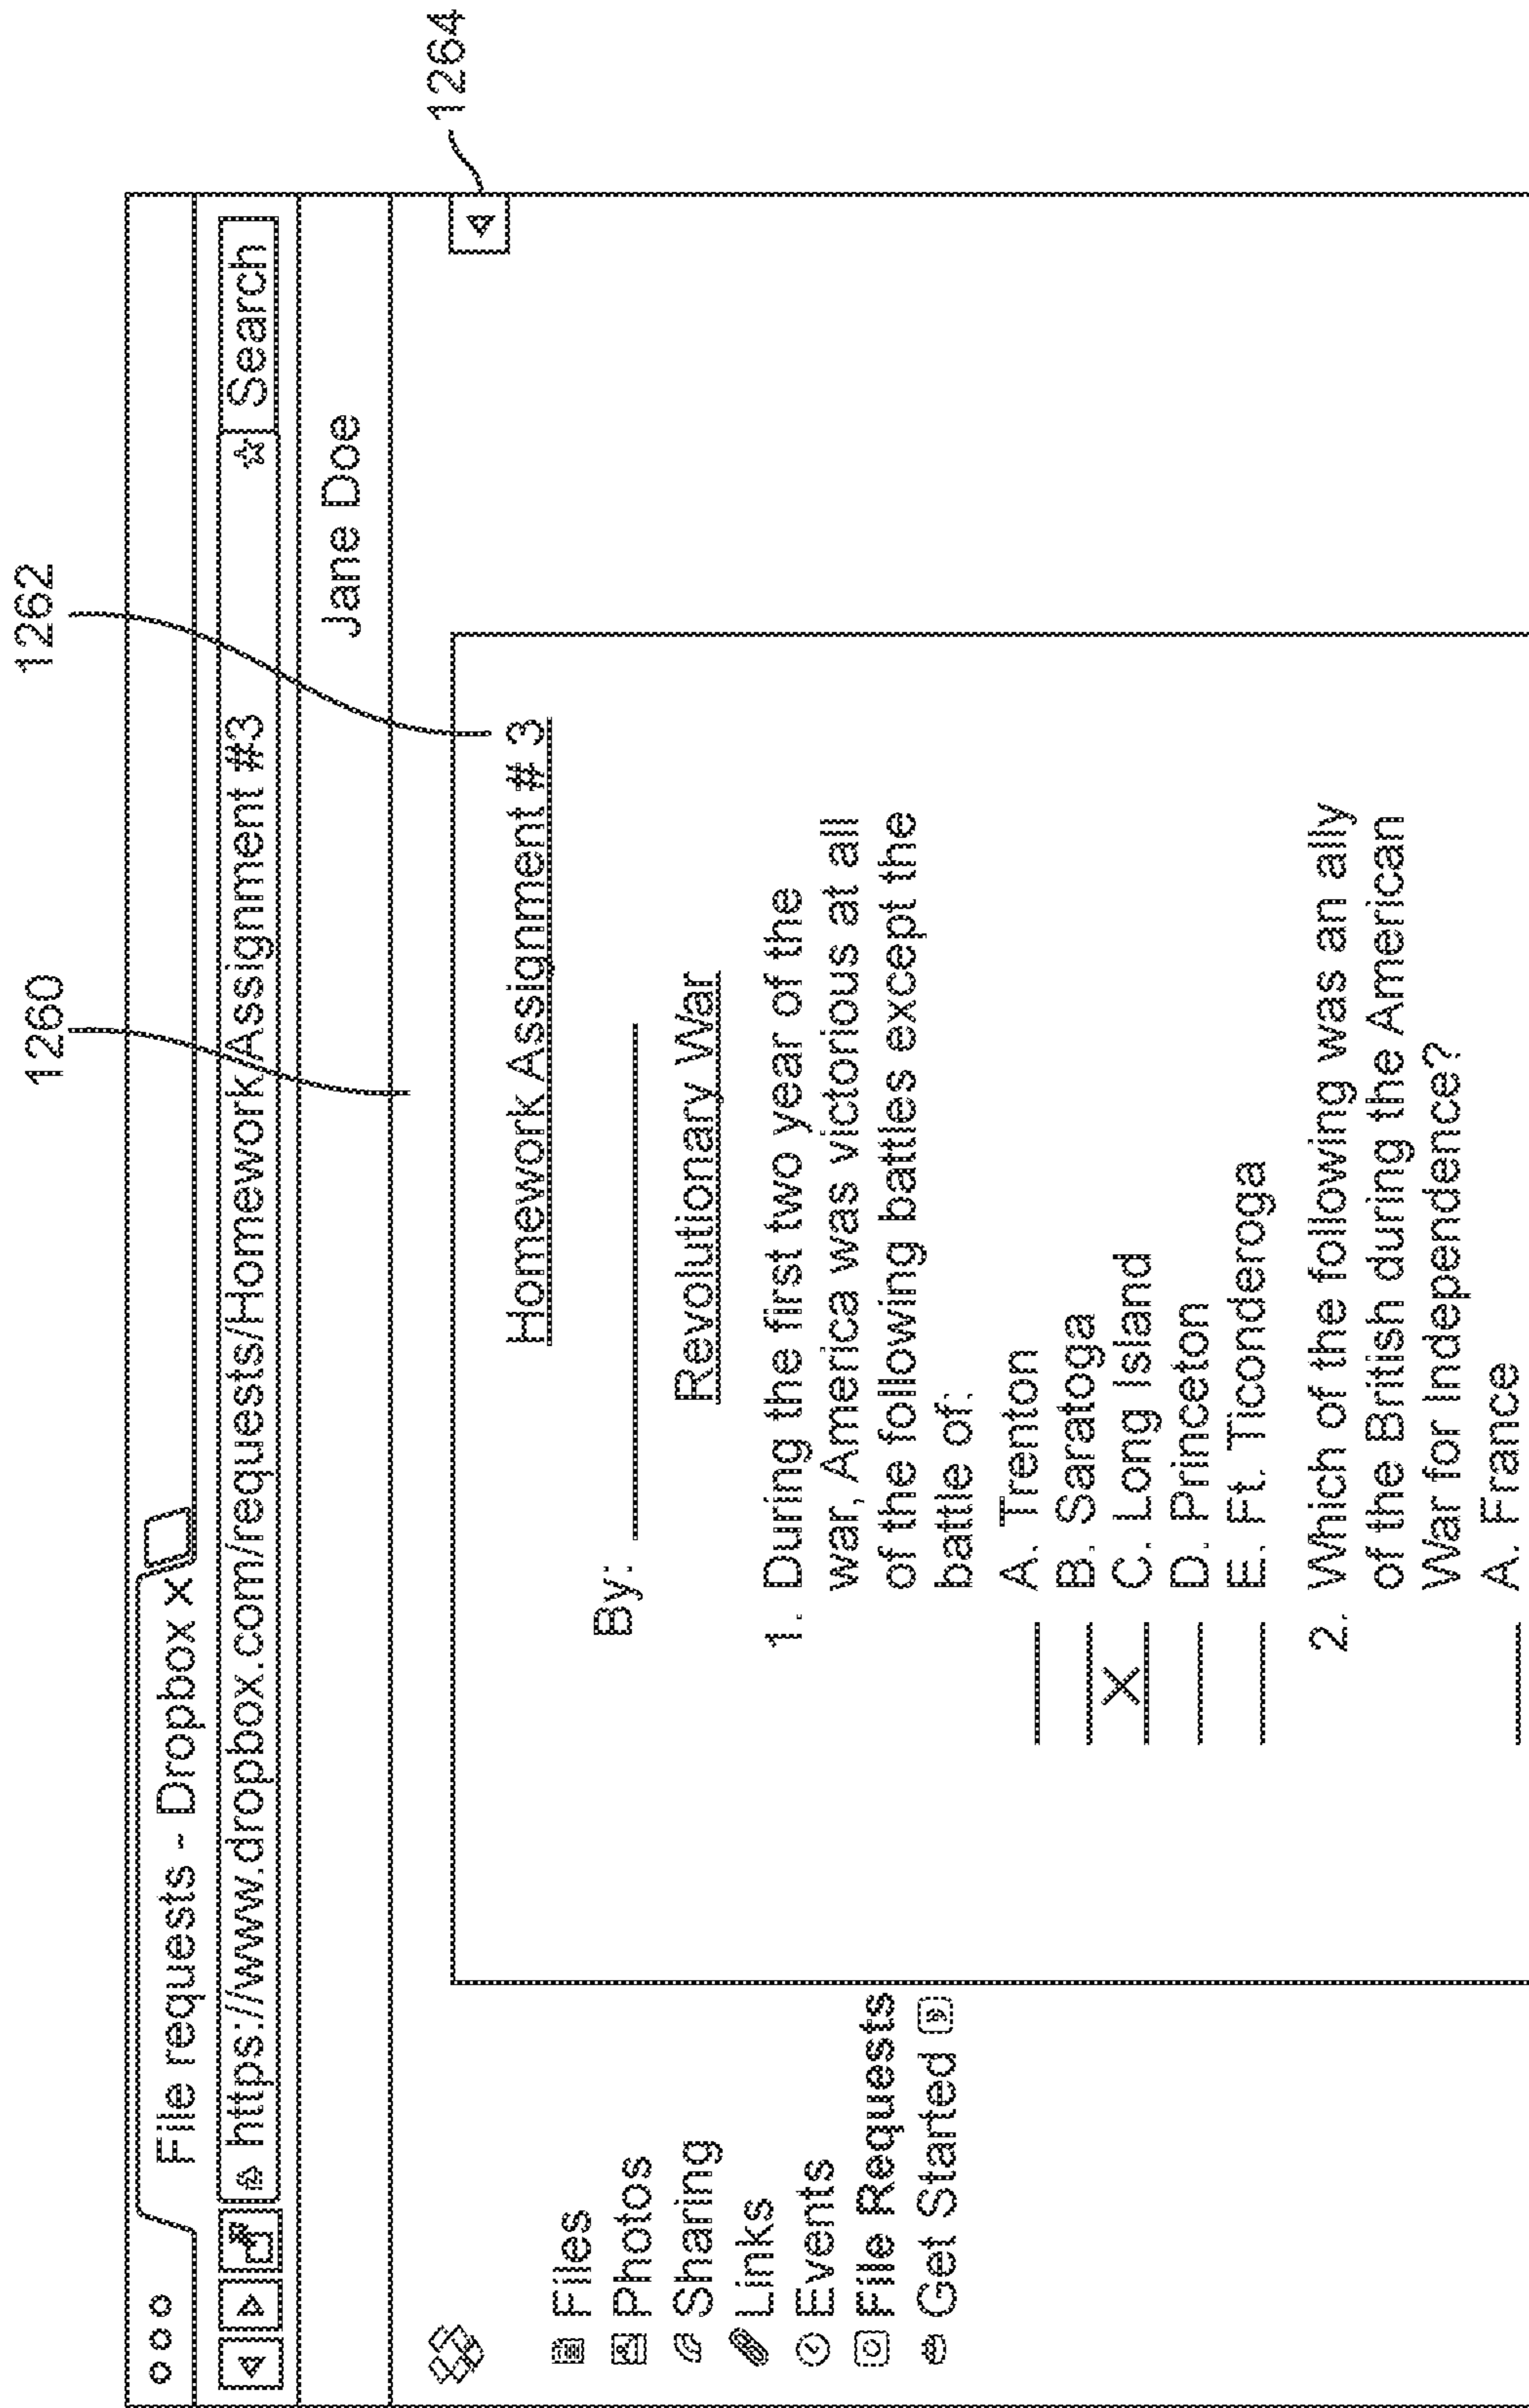 1260
1262
1264
File requests - Dropbox x
https://www.dropbox.com/requests/Homework Assignment #3
Search
Jane Doe
Files
Photos
Sharing
Links
Events
File Requests
Get Started
Homework Assignment # 3
By:
Revolutionary War
1. During the first two year of the
war, America was victorious at all
of the following battles except the
battle of:
A. Trenton
B. Saratoga
X C. Long Island
D. Princeton
E. Ft. Ticonderoga
2. Which of the following was an ally
of the British during the American
War for Independence?
A. France